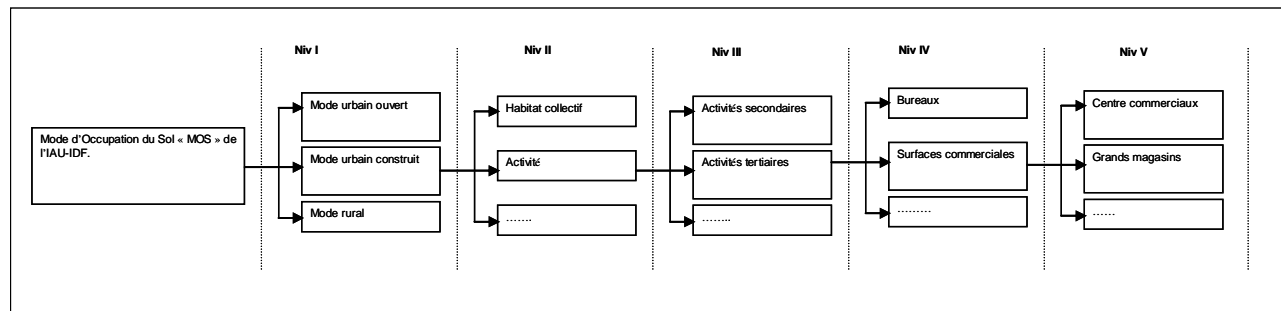 Niv I
Niv II
Niv III
Niv IV
Niv V
Mode d'Occupation du Sol « MOS » de
l'IAU-IDF.
Mode urbain ouvert
Mode urbain construit
Mode rural
Habitat collectif
Activité
.......
Activités secondaires
Activités tertiaires
........
Bureaux
Surfaces commerciales
.........
Centre commerciaux
Grands magasins
......